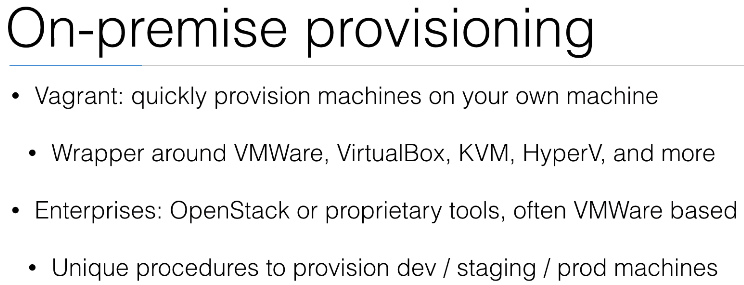 On-premise provisioning
• Vagrant: quickly provision machines on your own machine
• Wrapper around VMWare, VirtualBox, KVM, HyperV, and more
• Enterprises: OpenStack or proprietary tools, often VMWare based
• Unique procedures to provision dev / staging / prod machines